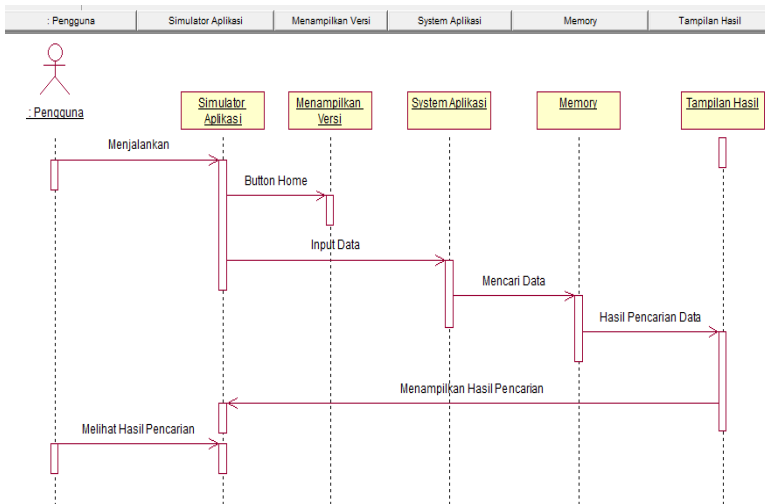 : Pengguna
Simulator Aplikasi
Menampilkan Versi
System Aplikasi
Memory
Tampilan Hasil
: Pengguna
Simulator
Aplikasi
Menampilkan
Versi
System Aplikasi
Memory
Tampilan Hasil
Menjalankan
Button Home
Input Data
Mencari Data
Hasil Pencarian Data
Menampilkan Hasil Pencarian
Melihat Hasil Pencarian